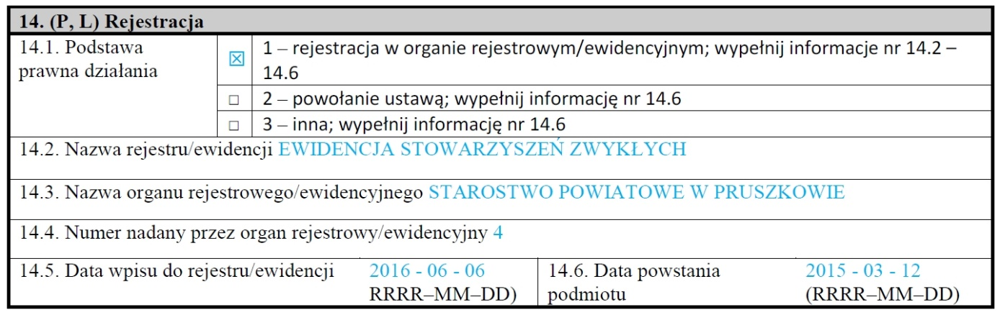 14. (P, L) Rejestracja
14.1. Podstawa
prawna działania
☒ 1 – rejestracja w organie rejestrowym/ewidencyjnym; wypełnij informacje nr 14.2 –
14.6
☐ 2 – powołanie ustawą; wypełnij informację nr 14.6
☐ 3 – inna; wypełnij informację nr 14.6
14.2. Nazwa rejestru/ewidencji EWIDENCJA STOWARZYSZEŃ ZWYKŁYCH
14.3. Nazwa organu rejestrowego/ewidencyjnego STAROSTWO POWIATOWE W PRUSZKOWIE
14.4. Numer nadany przez organ rejestrowy/ewidencyjny 4
14.5. Data wpisu do rejestru/ewidencji 2016 - 06 - 06
RRRR–MM–DD)
14.6. Data powstania
podmiotu
2015 - 03 - 12
(RRRR–MM–DD)